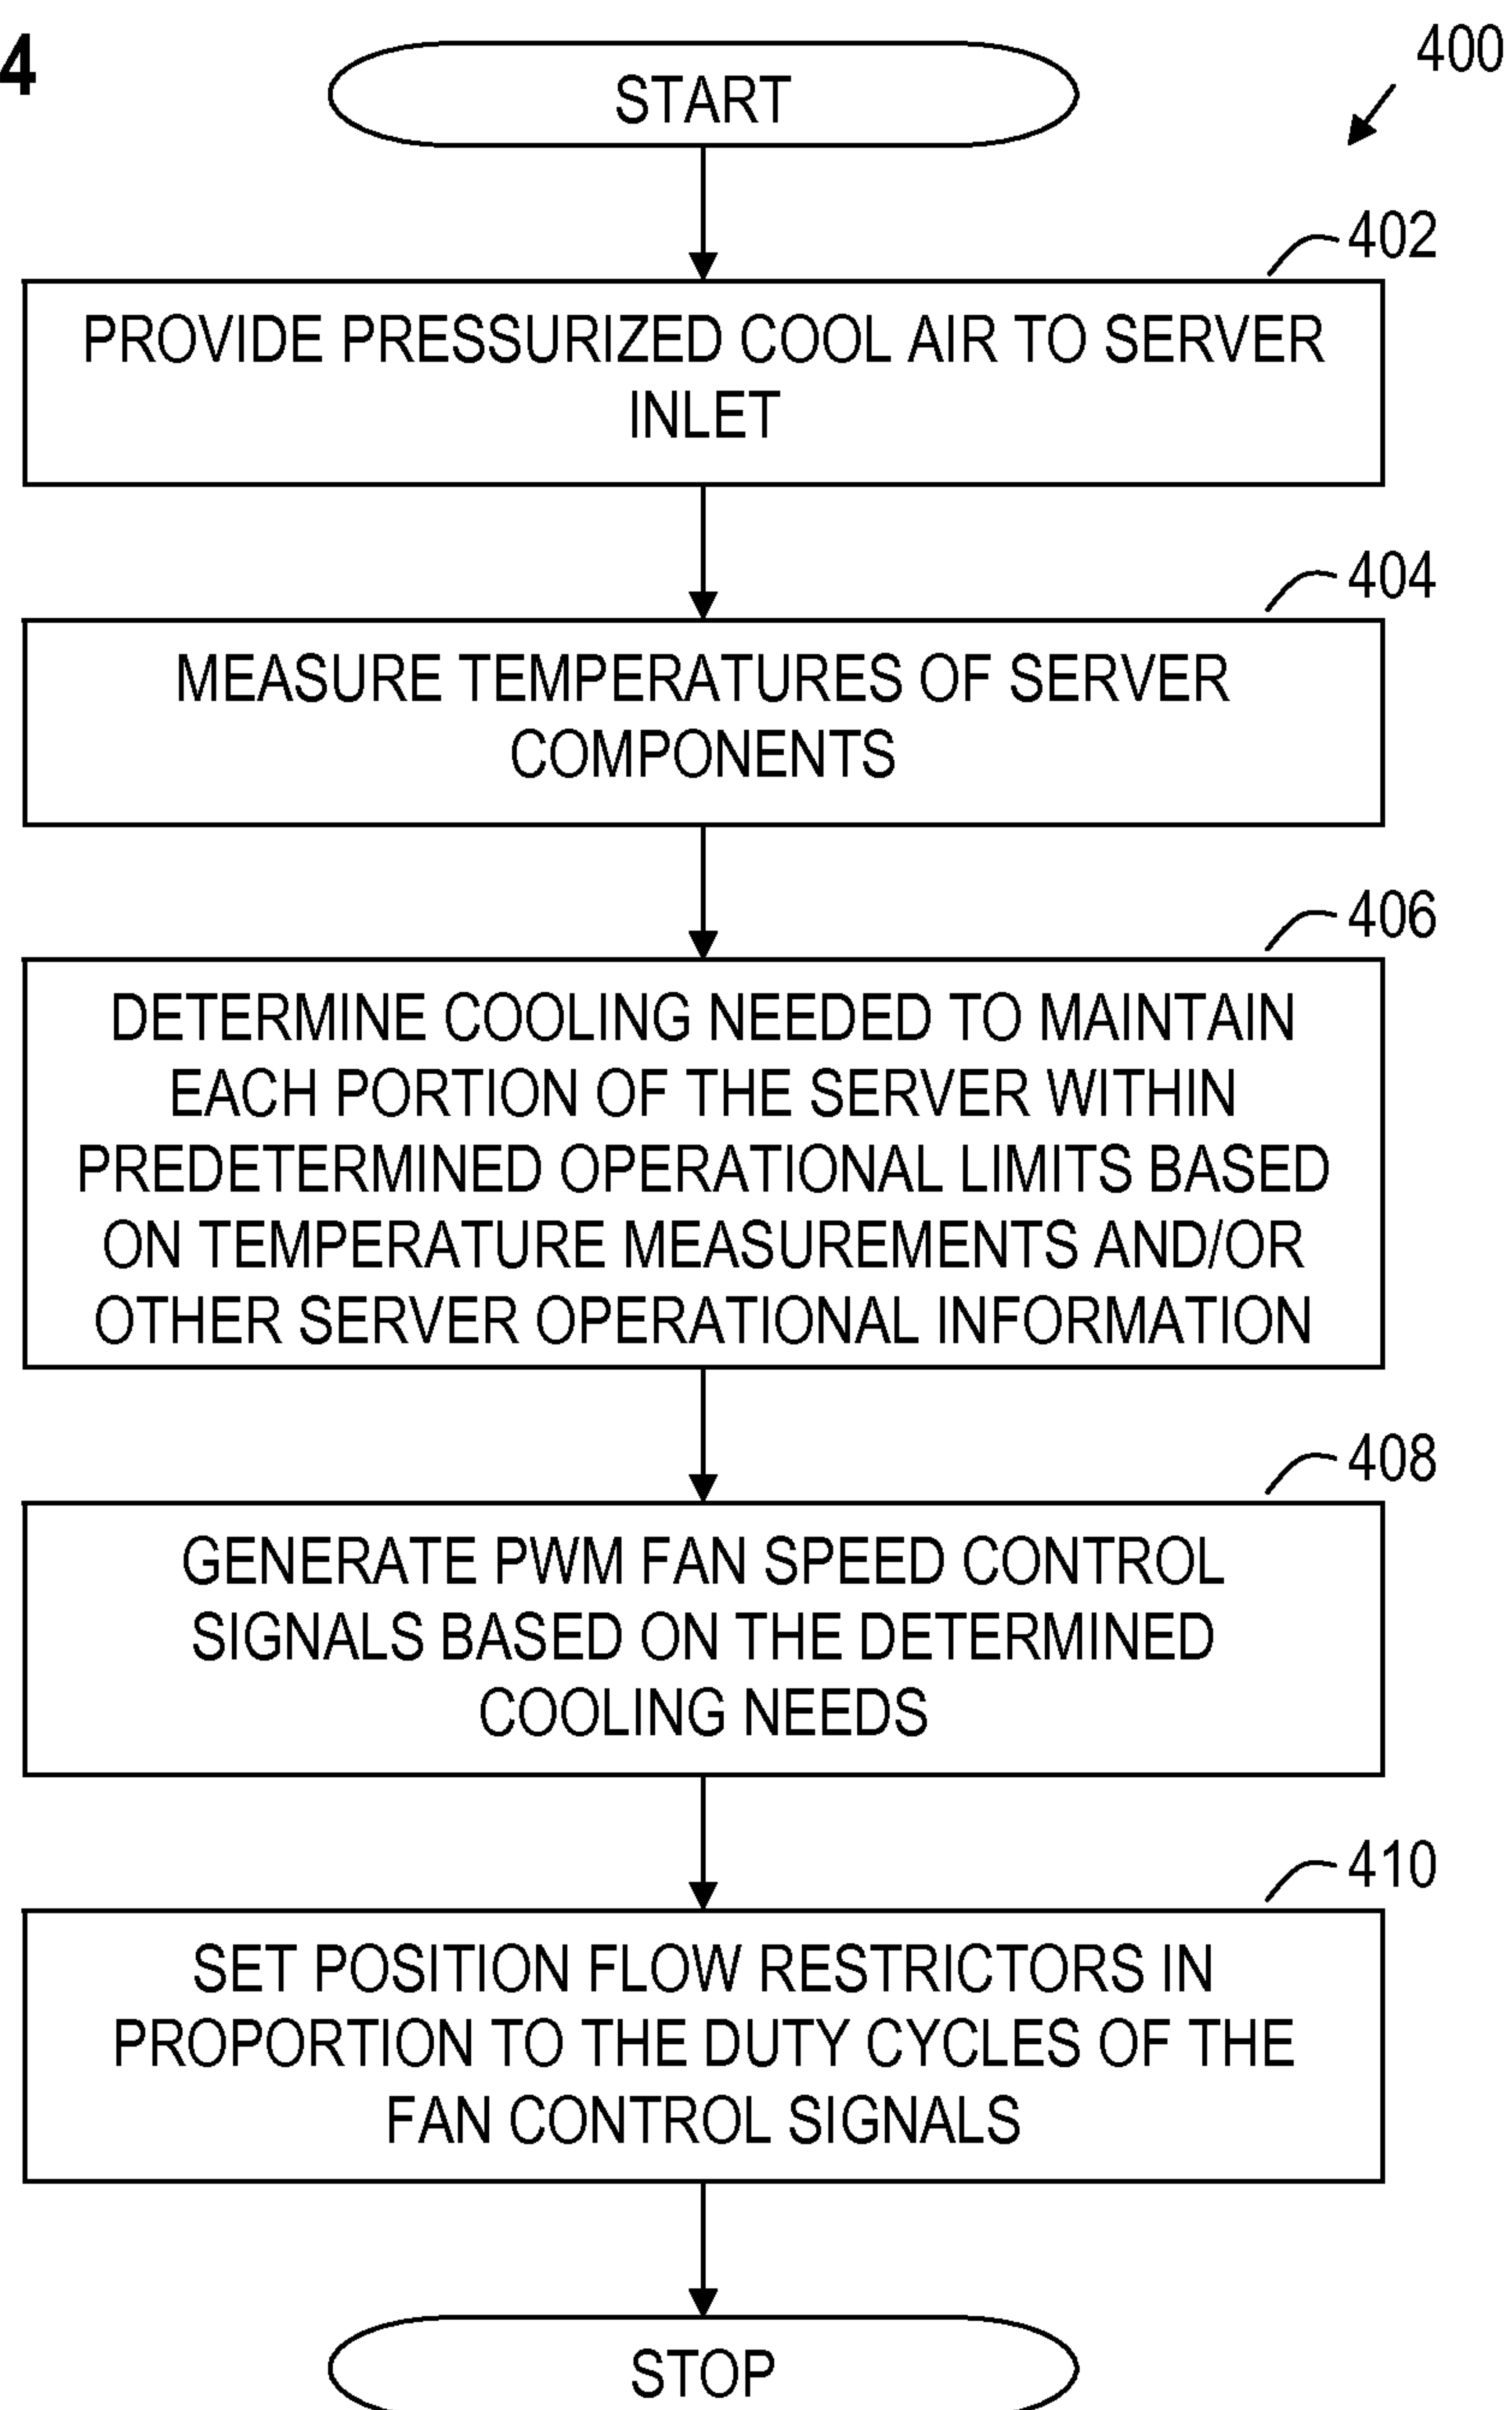 4
400
START
402
PROVIDE PRESSURIZED COOL AIR TO SERVER
INLET
404
MEASURE TEMPERATURES OF SERVER
COMPONENTS
406
DETERMINE COOLING NEEDED TO MAINTAIN
EACH PORTION OF THE SERVER WITHIN
PREDETERMINED OPERATIONAL LIMITS BASED
ON TEMPERATURE MEASUREMENTS AND/OR
OTHER SERVER OPERATIONAL INFORMATION
408
GENERATE PWM FAN SPEED CONTROL
SIGNALS BASED ON THE DETERMINED
COOLING NEEDS
410
SET POSITION FLOW RESTRICTORS IN
PROPORTION TO THE DUTY CYCLES OF THE
FAN CONTROL SIGNALS
STOP